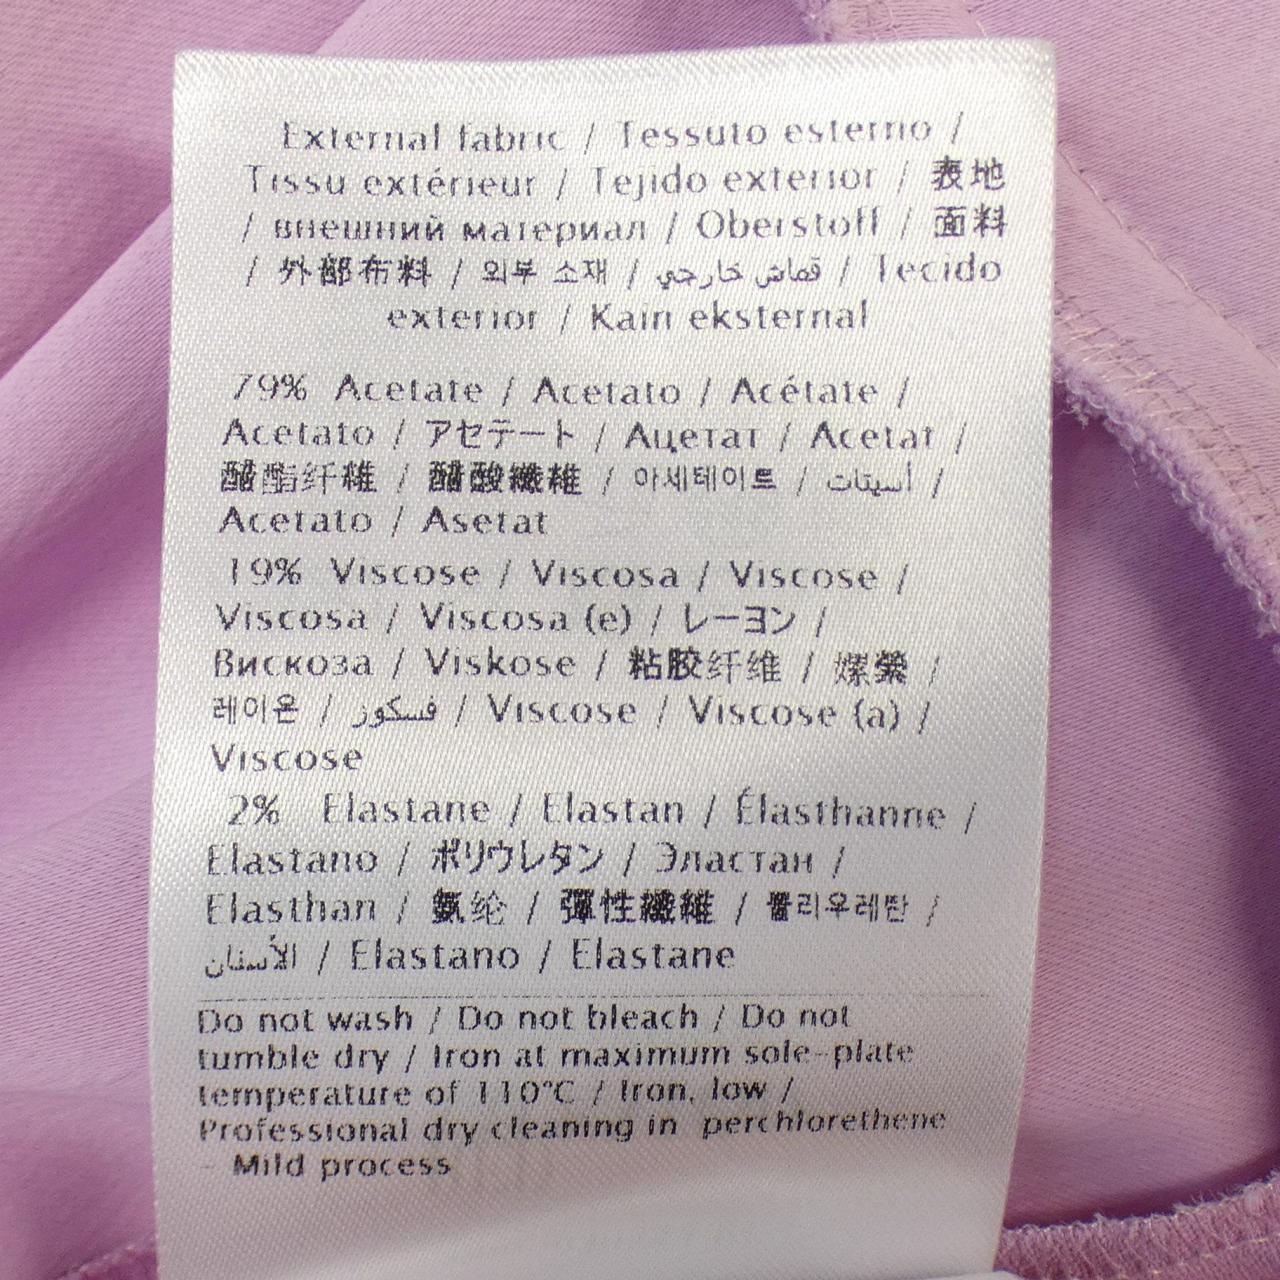 External fabric / Tessuto esterno /
Tissu extérieur / Tejido exterior / 表地
/ внешний материал / Oberstoff / 面料
/ 外部布料 / 외부 소재 / قماش خارجي / Tecido
exterior / Kain eksternal
79% Acetate / Acetato / Acétate /
Acetato / アセテート / Ацетат / Acetat /
醋酯纤维 / 醋酸纖維 / 아세테이트 / أسيتات /
Acetato / Asetat
19% Viscose / Viscosa / Viscose /
Viscosa / Viscosa (e) / レーヨン /
Вискоза / Viskose / 粘胶纤维 / 嫘縈 /
레이온 / فسكوز / Viscose / Viscose (a) /
Viscose
2% Elastane / Elastan / Élasthanne /
Elastano / ポリウレタン / Эластан /
Elasthan / 氨纶 / 彈性纖維 / 폴리우레탄 /
الأستان / Elastano / Elastane
Do not wash / Do not bleach / Do not
tumble dry / Iron at maximum sole-plate
temperature of 110°C / Iron, low /
Professional dry cleaning in perchlorethene
- Mild process